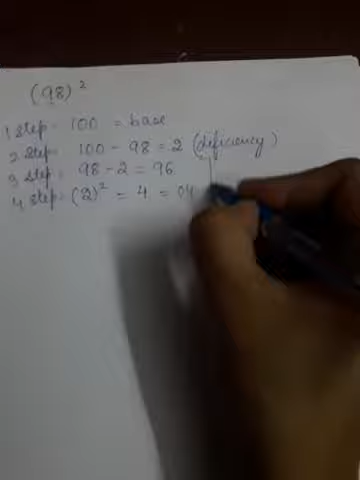 (98)²
1 step = 100 = base
2 step = 100 - 98 = 2 (deficiency)
3 step = 98 - 2 = 96
4 step = (2)² = 4 = 04